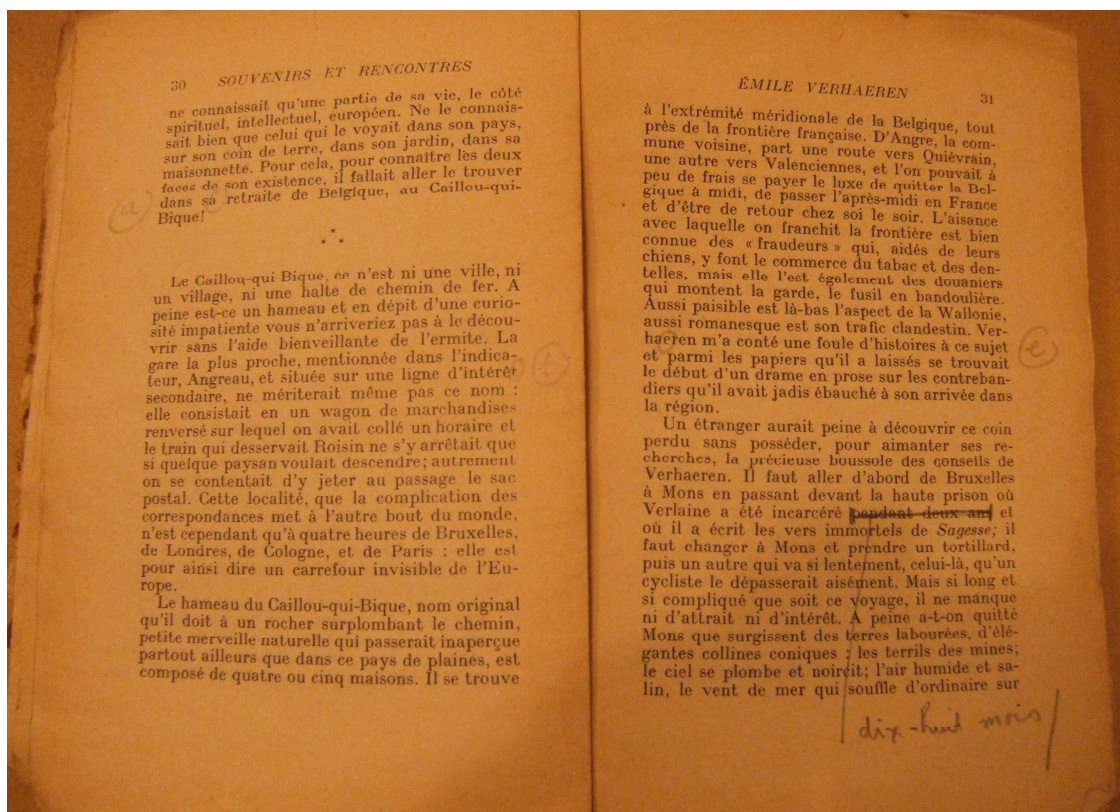 30 SOUVENIRS ET RENCONTRES
ne connaissait qu'une partie de sa vie, le côté
spirituel, intellectuel, européen. Ne le connais-
sait bien que celui qui le voyait dans son pays,
sur son coin de terre, dans son jardin, dans sa
maisonnette. Pour cela, pour connaître les deux
faces de son existence, il fallait aller le trouver
dans sa retraite de Belgique, au Caillou-qui-
Bique!
Le Caillou-qui Bique, ce n'est ni une ville, ni
un village, ni une halte de chemin de fer. A
peine est-ce un hameau et en dépit d'une curio-
sité impatiente vous n'arriveriez pas à le décou-
vrir sans l'aide bienveillante de l'ermite. La
gare la plus proche, mentionnée dans l'indica-
teur, Angreau, et située sur une ligne d'intérêt
secondaire, ne mériterait même pas ce nom :
elle consistait en un wagon de marchandises
renversé sur lequel on avait collé un horaire et
le train qui desservait Roisin ne s'y arrêtait que
si quelque paysan voulait descendre; autrement
on se contentait d'y jeter au passage le sac
postal. Cette localité, que la complication des
correspondances met à l'autre bout du monde,
n'est cependant qu'à quatre heures de Bruxelles,
de Londres, de Cologne, et de Paris : elle est
pour ainsi dire un carrefour invisible de l'Eu-
rope.
Le hameau du Caillou-qui-Bique, nom original
qu'il doit à un rocher surplombant le chemin,
petite merveille naturelle qui passerait inaperçue
partout ailleurs que dans ce pays de plaines, est
composé de quatre ou cinq maisons. Il se trouve
a
ÉMILE VERHAEREN 31
à l'extrémité méridionale de la Belgique, tout
près de la frontière française. D'Angre, la com-
mune voisine, part une route vers Quiévrain,
une autre vers Valenciennes, et l'on pouvait à
peu de frais se payer le luxe de quitter la Bel-
gique à midi, de passer l'après-midi en France
et d'être de retour chez soi le soir. L'aisance
avec laquelle on franchit la frontière est bien
connue des « fraudeurs » qui, aidés de leurs
chiens, y font le commerce du tabac et des den-
telles, mais elle l'est également des douaniers
qui montent la garde, le fusil en bandoulière.
Aussi paisible est là-bas l'aspect de la Wallonie,
aussi romanesque est son trafic clandestin. Ver-
haeren m'a conté une foule d'histoires à ce sujet
et parmi les papiers qu'il a laissés se trouvait
le début d'un drame en prose sur les contreban-
diers qu'il avait jadis ébauché à son arrivée dans
la région.
Un étranger aurait peine à découvrir ce coin
perdu sans posséder, pour aimanter ses re-
cherches, la précieuse boussole des conseils de
Verhaeren. Il faut aller d'abord de Bruxelles
à Mons en passant devant la haute prison où
Verlaine a été incarcéré pendant deux ans et
où il a écrit les vers immortels de Sagesse; il
faut changer à Mons et prendre un tortillard,
puis un autre qui va si lentement, celui-là, qu'un
cycliste le dépasserait aisément. Mais si long et
si compliqué que soit ce voyage, il ne manque
ni d'attrait ni d'intérêt. A peine a-t-on quitté
Mons que surgissent des terres labourées, d'élé-
gantes collines coniques : les terrils des mines;
le ciel se plombe et noircit; l'air humide et sa-
lin, le vent de mer qui souffle d'ordinaire sur
e
dix-huit mois